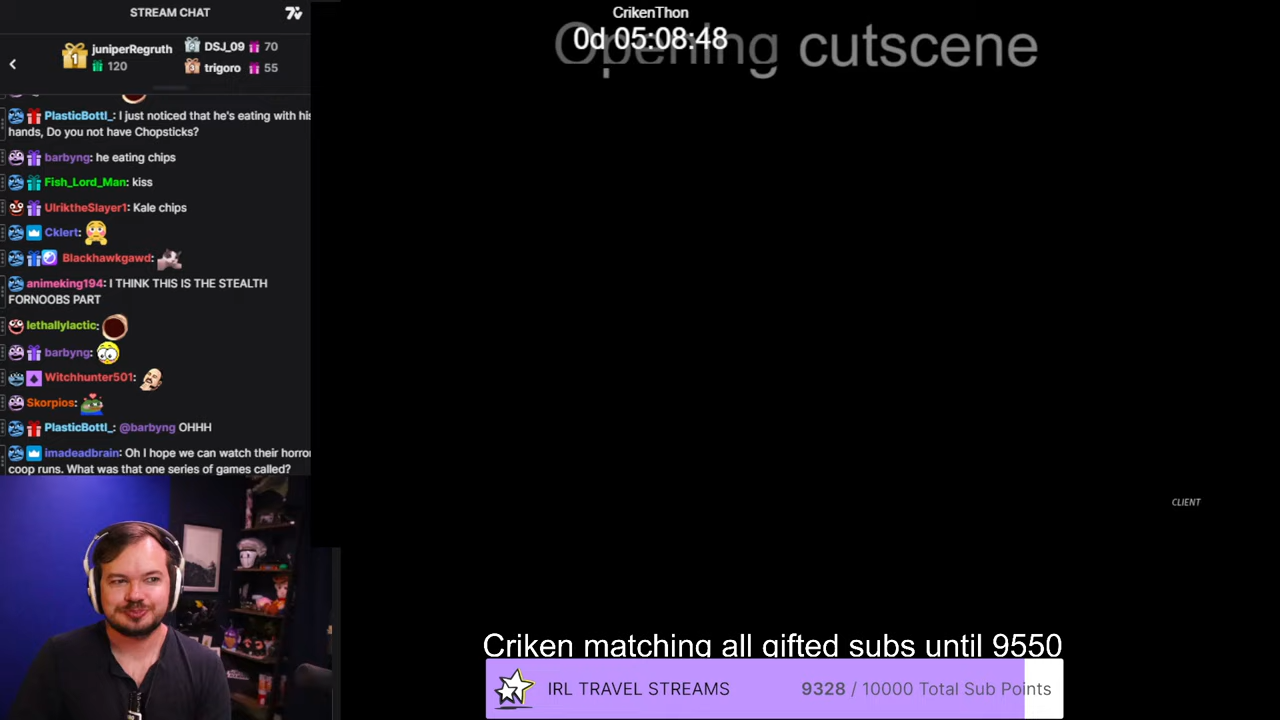 STREAM CHAT
1
juniperRegruth
120
2 DSJ_09 70
trigoro 55
PlasticBottl_: I just noticed that he's eating with his
hands, Do you not have Chopsticks?
barbyng: he eating chips
Fish_Lord_Man: kiss
UlriktheSlayer1: Kale chips
Cklert:
Blackhawkgawd:
animeking194: I THINK THIS IS THE STEALTH
FORNOOBS PART
lethallylactic:
barbyng:
Witchhunter501:
Skorpios:
PlasticBottl_: @barbyng OHHH
imadeadbrain: Oh I hope we can watch their horror
coop runs. What was that one series of games called?
CrikenThon
0d 05:08:48
Opening cutscene
CLIENT
Criken matching all gifted subs until 9550
IRL TRAVEL STREAMS 9328 / 10000 Total Sub Points